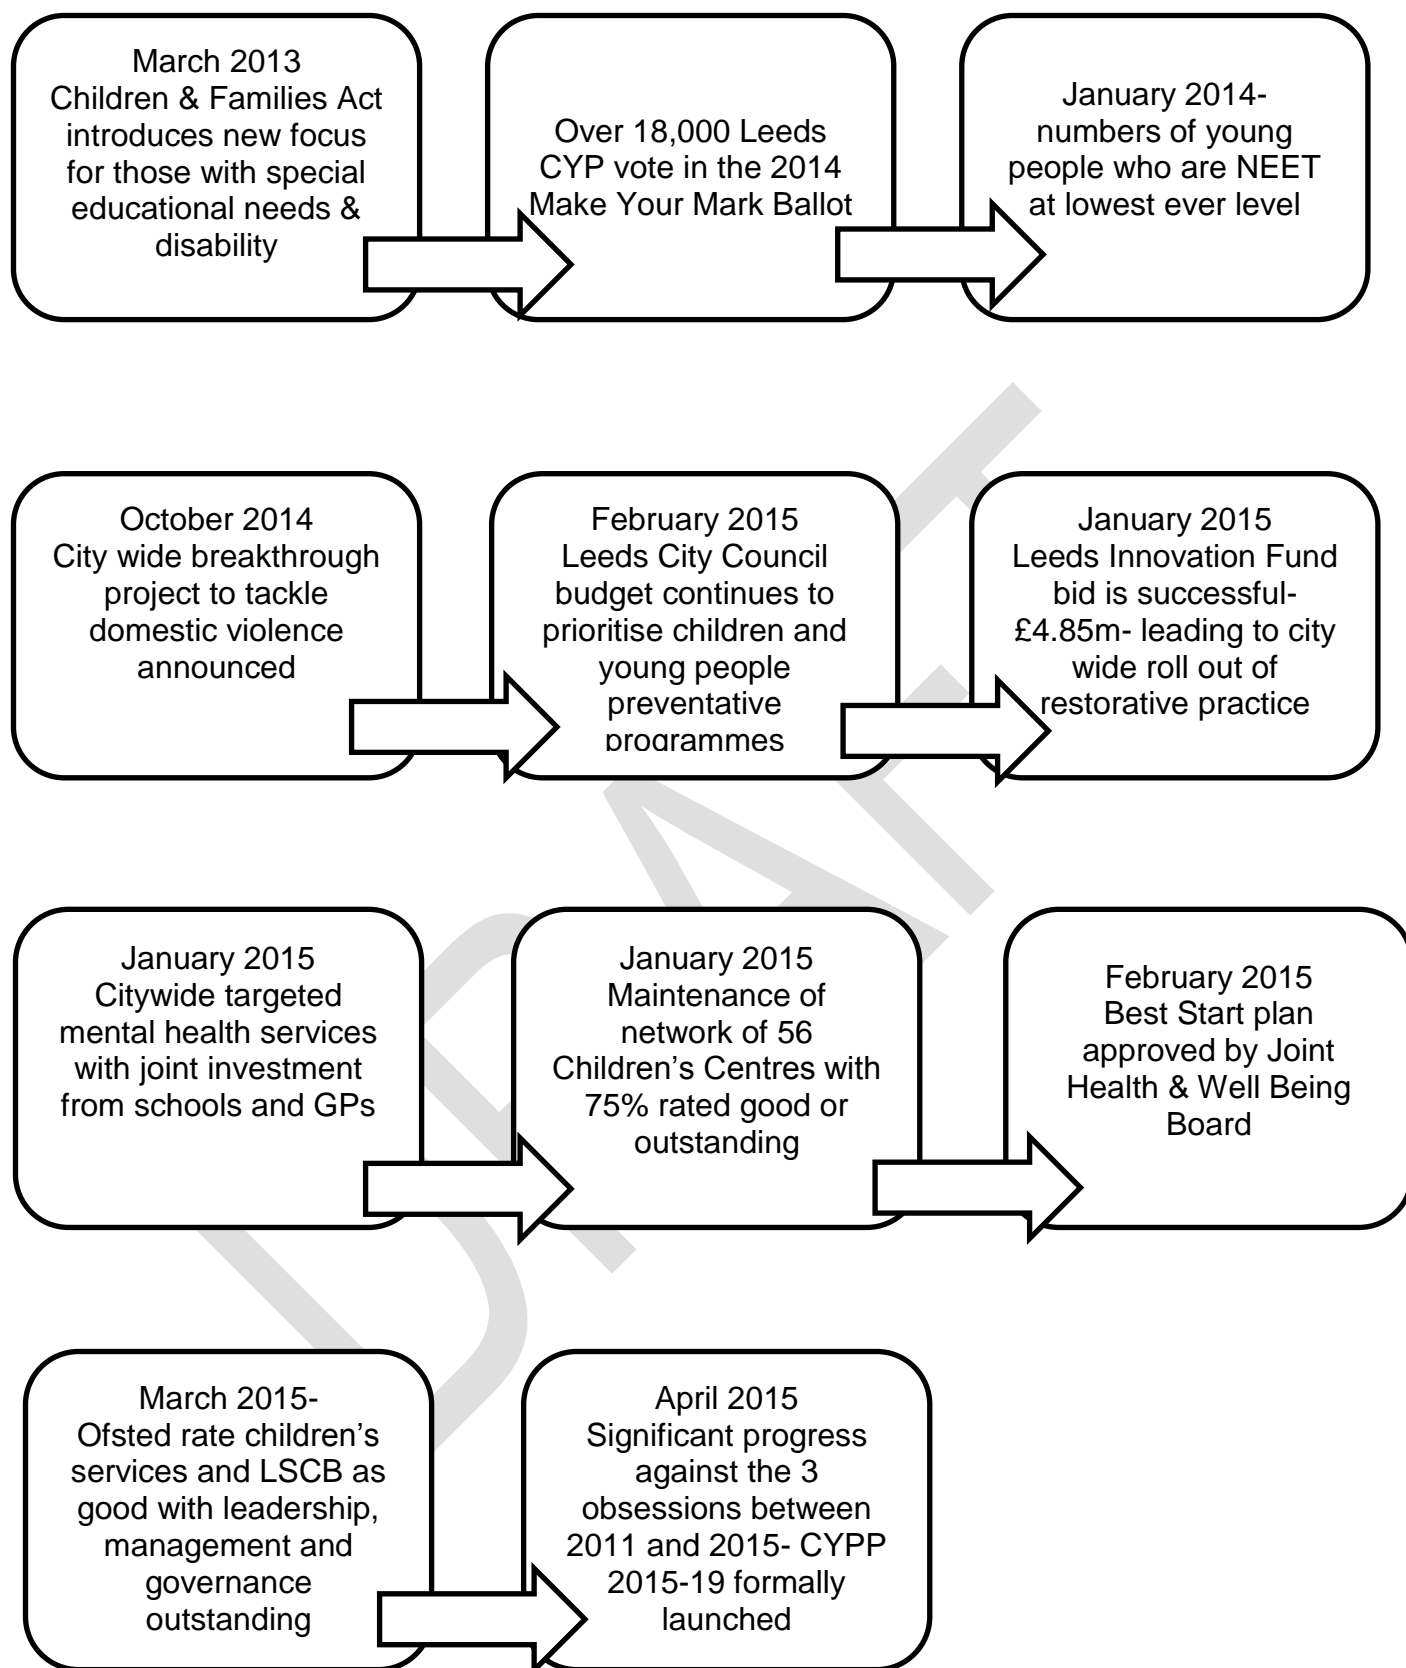 March 2013
Children & Families Act
introduces new focus
for those with special
educational needs &
disability
Over 18,000 Leeds
CYP vote in the 2014
Make Your Mark Ballot
January 2014-
numbers of young
people who are NEET
at lowest ever level
October 2014
City wide breakthrough
project to tackle
domestic violence
announced
February 2015
Leeds City Council
budget continues to
prioritise children and
young people
preventative
programmes
January 2015
Leeds Innovation Fund
bid is successful-
£4.85m- leading to city
wide roll out of
restorative practice
January 2015
Citywide targeted
mental health services
with joint investment
from schools and GPs
January 2015
Maintenance of
network of 56
Children’s Centres with
75% rated good or
outstanding
February 2015
Best Start plan
approved by Joint
Health & Well Being
Board
March 2015-
Ofsted rate children’s
services and LSCB as
good with leadership,
management and
governance
outstanding
April 2015
Significant progress
against the 3
obsessions between
2011 and 2015- CYPP
2015-19 formally
launched
DRAFT